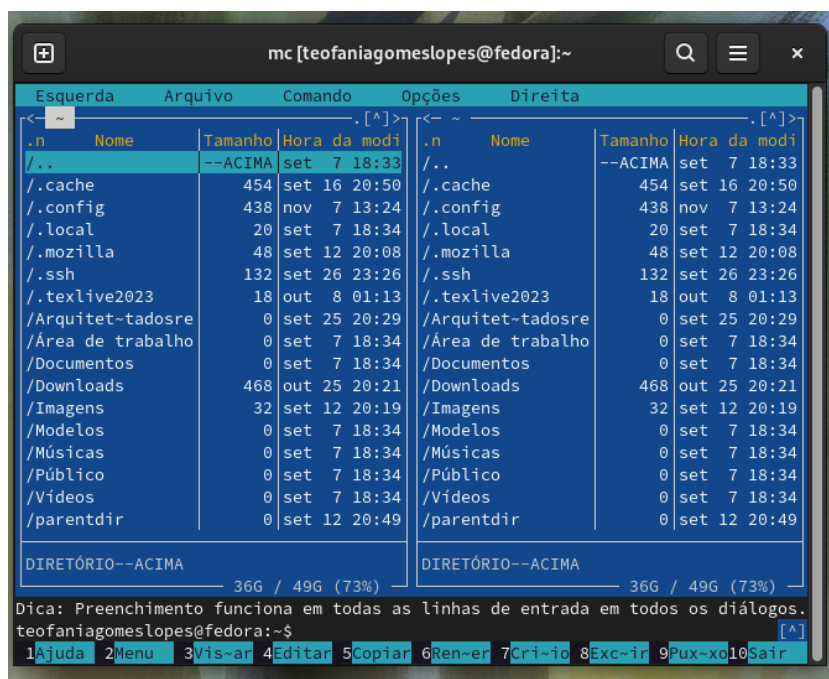 mc [teofaniagomeslopes@fedora]:~
Esquerda Arquivo Comando Opções Direita
<─ ~ ─.[^]>┐┌<─ ~ ─.[^]>
.n Nome Tamanho Hora da modi .n Nome Tamanho Hora da modi
/.. --ACIMA set 7 18:33 /.. --ACIMA set 7 18:33
/.cache 454 set 16 20:50 /.cache 454 set 16 20:50
/.config 438 nov 7 13:24 /.config 438 nov 7 13:24
/.local 20 set 7 18:34 /.local 20 set 7 18:34
/.mozilla 48 set 12 20:08 /.mozilla 48 set 12 20:08
/.ssh 132 set 26 23:26 /.ssh 132 set 26 23:26
/.texlive2023 18 out 8 01:13 /.texlive2023 18 out 8 01:13
/Arquitet~tadosre 0 set 25 20:29 /Arquitet~tadosre 0 set 25 20:29
/Área de trabalho 0 set 7 18:34 /Área de trabalho 0 set 7 18:34
/Documentos 0 set 7 18:34 /Documentos 0 set 7 18:34
/Downloads 468 out 25 20:21 /Downloads 468 out 25 20:21
/Imagens 32 set 12 20:19 /Imagens 32 set 12 20:19
/Modelos 0 set 7 18:34 /Modelos 0 set 7 18:34
/Músicas 0 set 7 18:34 /Músicas 0 set 7 18:34
/Público 0 set 7 18:34 /Público 0 set 7 18:34
/Vídeos 0 set 7 18:34 /Vídeos 0 set 7 18:34
/parentdir 0 set 12 20:49 /parentdir 0 set 12 20:49
DIRETÓRIO--ACIMA DIRETÓRIO--ACIMA
36G / 49G (73%) 36G / 49G (73%)
Dica: Preenchimento funciona em todas as linhas de entrada em todos os diálogos.
teofaniagomeslopes@fedora:~$ [^]
1Ajuda 2Menu 3Vis~ar 4Editar 5Copiar 6Ren~er 7Cri~io 8Exc~ir 9Pux~xo10Sair